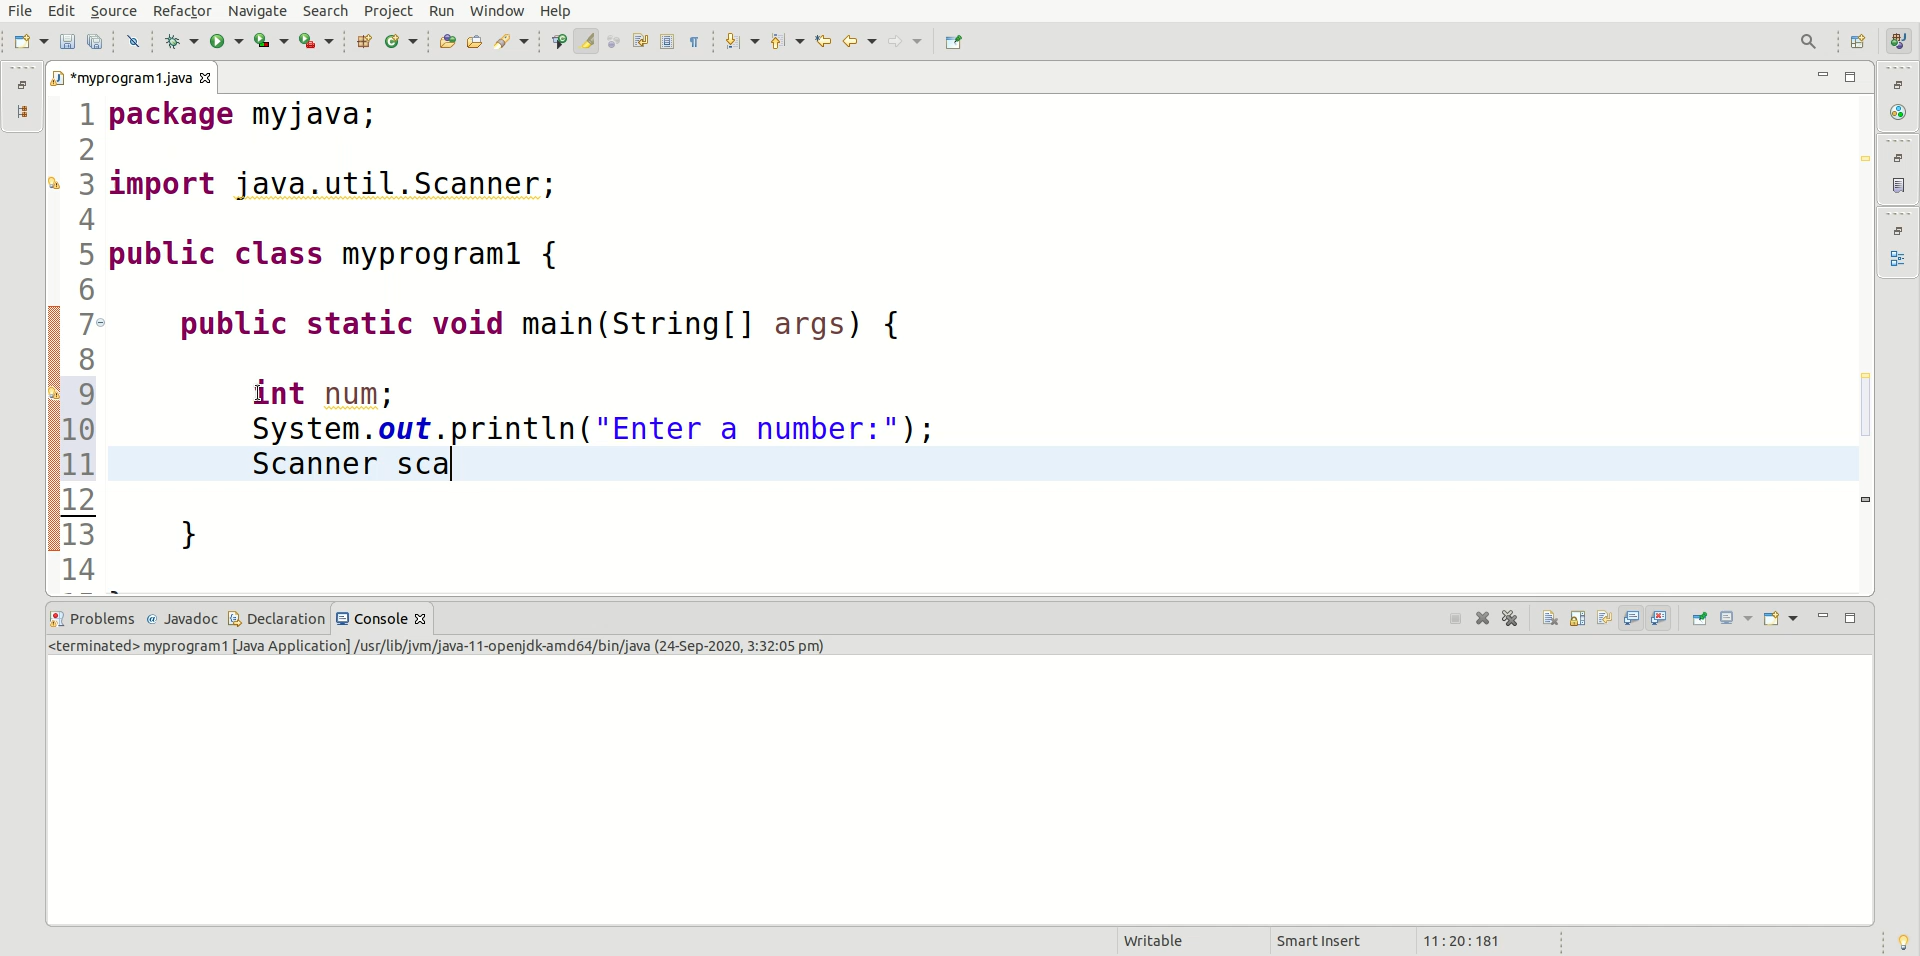 File Edit Source Refactor Navigate Search Project Run Window Help
*myprogram1.java
1 package myjava;
2
3 import java.util.Scanner;
4
5 public class myprogram1 {
6
7 public static void main(String[] args) {
8
9 int num;
10 System.out.println("Enter a number:");
11 Scanner sca
12
13 }
14
Problems @ Javadoc Declaration Console
<terminated> myprogram1 [Java Application] /usr/lib/jvm/java-11-openjdk-amd64/bin/java (24-Sep-2020, 3:32:05 pm)
Writable Smart Insert 11 : 20 : 181